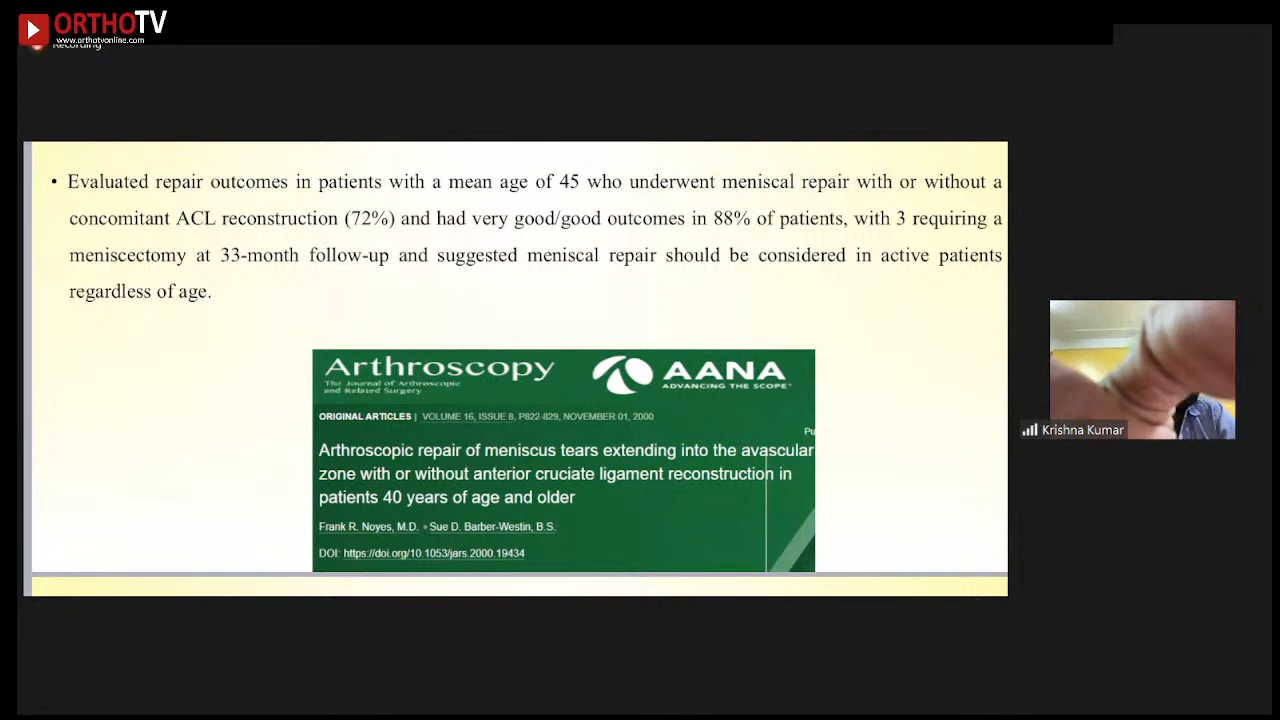 ORTHOTV
www.orthotvonline.com
Recording
• Evaluated repair outcomes in patients with a mean age of 45 who underwent meniscal repair with or without a
concomitant ACL reconstruction (72%) and had very good/good outcomes in 88% of patients, with 3 requiring a
meniscectomy at 33-month follow-up and suggested meniscal repair should be considered in active patients
regardless of age.
Arthroscopy
The Journal of Arthroscopic
and Related Surgery
AANA
ADVANCING THE SCOPE
ORIGINAL ARTICLES | VOLUME 16, ISSUE 8, P822-829, NOVEMBER 01, 2000
Pu
Arthroscopic repair of meniscus tears extending into the avascular
zone with or without anterior cruciate ligament reconstruction in
patients 40 years of age and older
Frank R. Noyes, M.D. • Sue D. Barber-Westin, B.S.
DOI: https://doi.org/10.1053/jars.2000.19434
Krishna Kumar